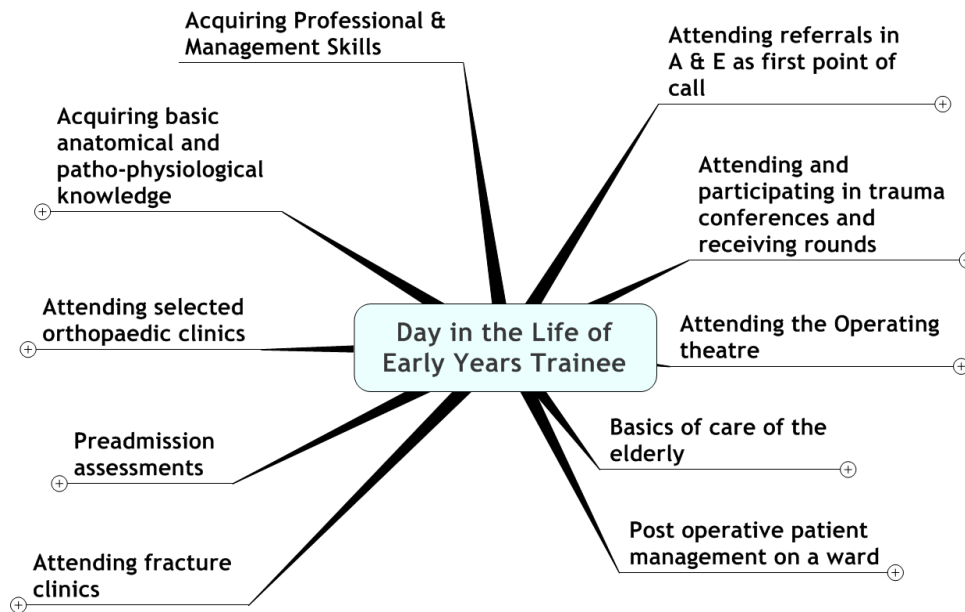 Acquiring Professional &
Management Skills
Attending referrals in
A & E as first point of
call
Acquiring basic
anatomical and
patho-physiological
knowledge
Attending and
participating in trauma
conferences and
receiving rounds
Attending selected
orthopaedic clinics
Day in the Life of
Early Years Trainee
Attending the Operating
theatre
Preadmission
assessments
Basics of care of the
elderly
Attending fracture
clinics
Post operative patient
management on a ward